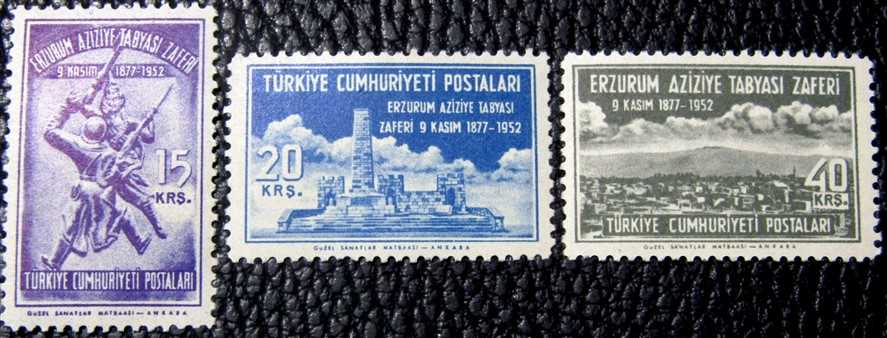 ERZURUM AZİZİYE TABYASI ZAFERİ
9 KASIM 1877-1952
15
KRŞ.
TÜRKİYE CUMHURİYETİ POSTALARI
GÜZEL SANATLAR MATBAASI — ANKARA
TÜRKİYE CUMHURİYETİ POSTALARI
ERZURUM AZİZİYE TABYASI
ZAFERİ 9 KASIM 1877-1952
20
KRŞ.
GÜZEL SANATLAR MATBAASI — ANKARA
ERZURUM AZİZİYE TABYASI ZAFERİ
9 KASIM 1877-1952
40
KRŞ.
TÜRKİYE CUMHURİYETİ POSTALARI
GÜZEL SANATLAR MATBAASI — ANKARA